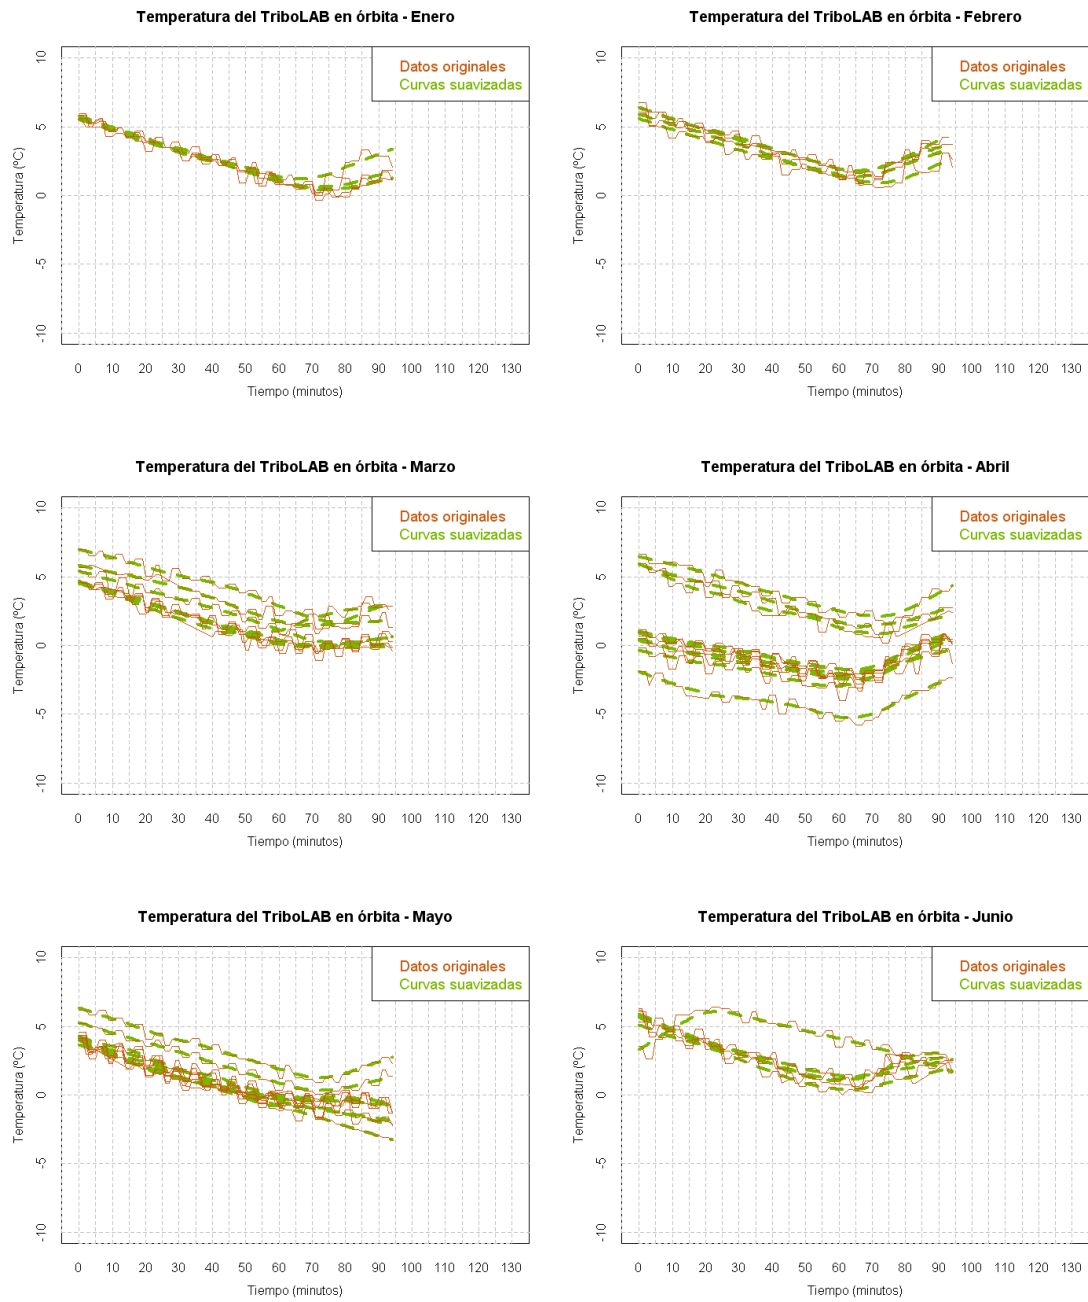 Temperatura del TriboLAB en órbita - Enero
Datos originales
Curvas suavizadas
Temperatura (ºC)
10
5
0
-5
-10
0 10 20 30 40 50 60 70 80 90 100 110 120 130
Tiempo (minutos)
Temperatura del TriboLAB en órbita - Febrero
Datos originales
Curvas suavizadas
Temperatura (ºC)
10
5
0
-5
-10
0 10 20 30 40 50 60 70 80 90 100 110 120 130
Tiempo (minutos)
Temperatura del TriboLAB en órbita - Marzo
Datos originales
Curvas suavizadas
Temperatura (ºC)
10
5
0
-5
-10
0 10 20 30 40 50 60 70 80 90 100 110 120 130
Tiempo (minutos)
Temperatura del TriboLAB en órbita - Abril
Datos originales
Curvas suavizadas
Temperatura (ºC)
10
5
0
-5
-10
0 10 20 30 40 50 60 70 80 90 100 110 120 130
Tiempo (minutos)
Temperatura del TriboLAB en órbita - Mayo
Datos originales
Curvas suavizadas
Temperatura (ºC)
10
5
0
-5
-10
0 10 20 30 40 50 60 70 80 90 100 110 120 130
Tiempo (minutos)
Temperatura del TriboLAB en órbita - Junio
Datos originales
Curvas suavizadas
Temperatura (ºC)
10
5
0
-5
-10
0 10 20 30 40 50 60 70 80 90 100 110 120 130
Tiempo (minutos)